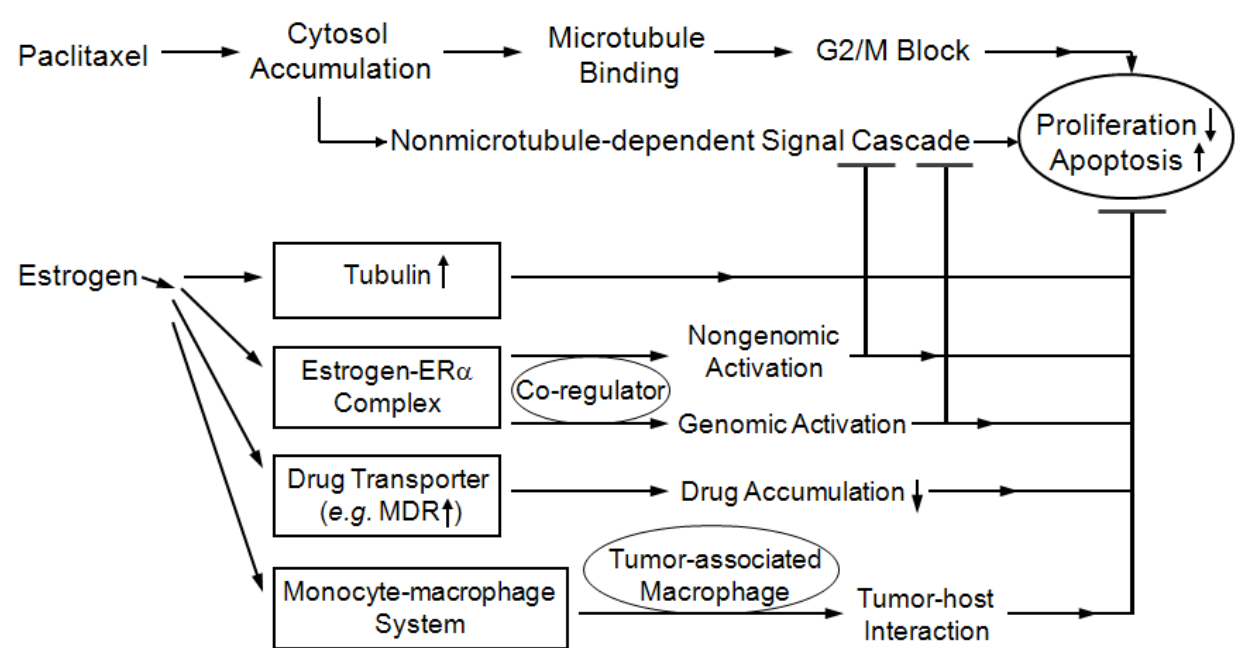 Paclitaxel
Cytosol
Accumulation
Microtubule
Binding
G2/M Block
Proliferation ↓
Apoptosis ↑
Nonmicrotubule-dependent Signal Cascade
Estrogen
Tubulin ↑
Estrogen-ERα
Complex
Co-regulator
Nongenomic
Activation
Genomic Activation
Drug Transporter
(e.g. MDR↑)
Drug Accumulation ↓
Monocyte-macrophage
System
Tumor-associated
Macrophage
Tumor-host
Interaction